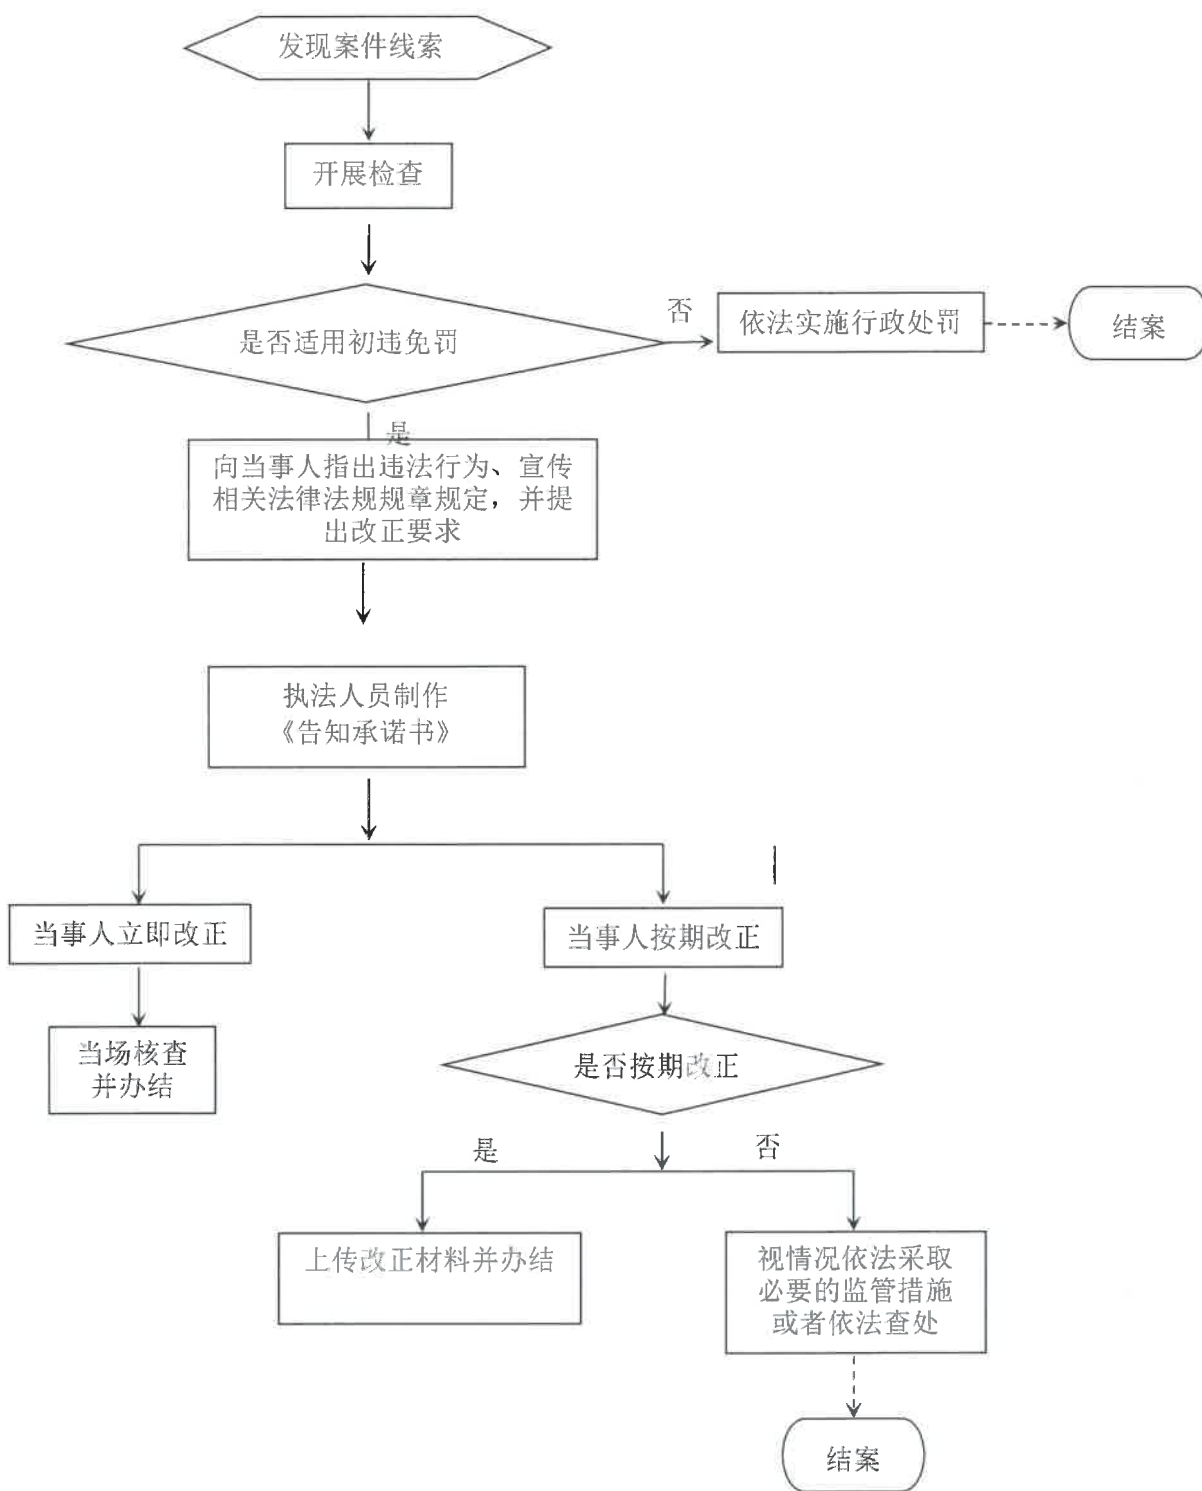 发现案件线索
开展检查
是否适用初违免罚
否
依法实施行政处罚
结案
是
向当事人指出违法行为、宣传
相关法律法规规章规定，并提
出改正要求
执法人员制作
《告知承诺书》
当事人立即改正
当事人按期改正
当场核查
并办结
是否按期改正
是
否
上传改正材料并办结
视情况依法采取
必要的监管措施
或者依法查处
结案